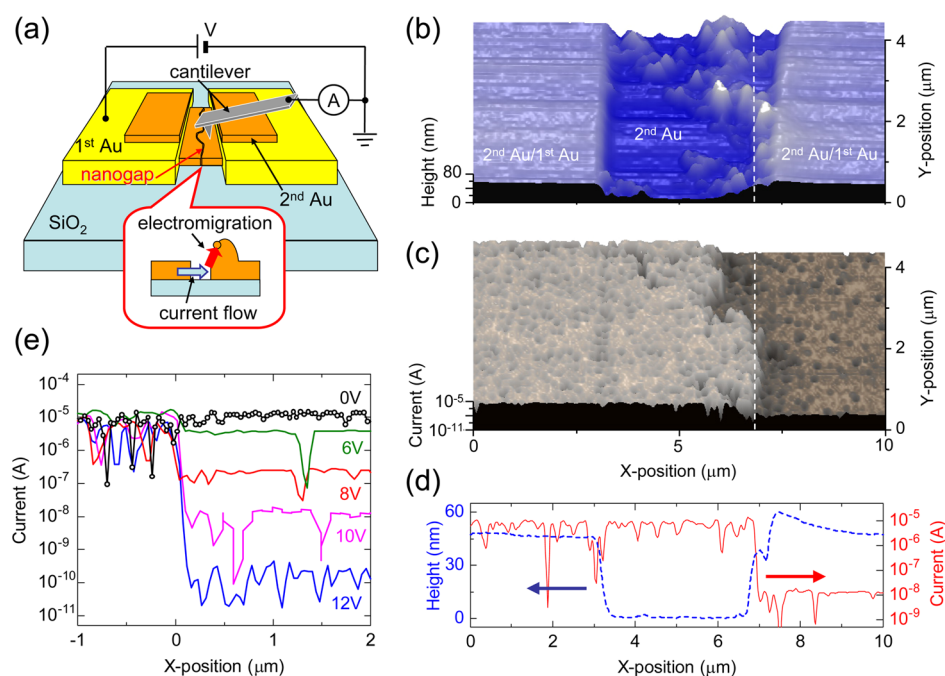 (a)
V
cantilever
A
1st Au
nanogap
2nd Au
SiO2
electromigration
current flow
(b)
Height (nm)
80
0
2nd Au/1st Au
2nd Au
2nd Au/1st Au
4
2
0
Y-position (μm)
(c)
Current (A)
10-5
10-11
4
2
0
Y-position (μm)
0
5
10
X-position (μm)
(d)
Height (nm)
60
30
0
10-5
10-6
10-7
10-8
10-9
Current (A)
0
2
4
6
8
10
X-position (μm)
(e)
Current (A)
10-4
10-5
10-6
10-7
10-8
10-9
10-10
10-11
0V
6V
8V
10V
12V
-1
0
1
2
X-position (μm)